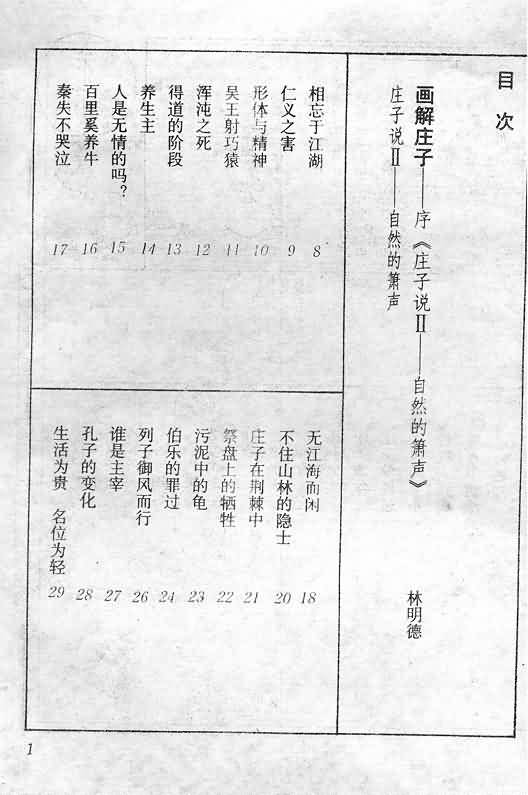 目 次
画解庄子——序《庄子说Ⅱ——自然的箫声》 林明德
庄子说Ⅱ——自然的箫声
相忘于江湖 8
仁义之害 9
形体与精神 10
吴王射巧猿 11
浑沌之死 12
得道的阶段 13
养生主 14
人是无情的吗? 15
百里奚养牛 16
秦失不哭泣 17
无江海而闲 18
不住山林的隐士 20
庄子在荆棘中 21
祭盘上的牺牲 22
污泥中的龟 23
伯乐的罪过 24
列子御风而行 26
谁是主宰 27
孔子的变化 28
生活为贵 名位为轻 29
1